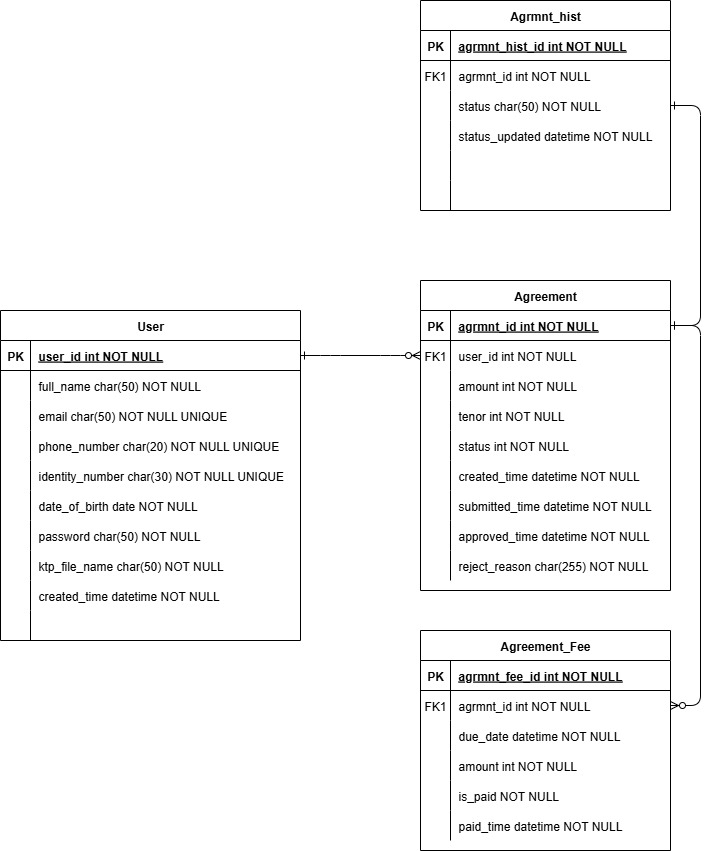 Agrmnt_hist
PK agrmnt_hist_id int NOT NULL
FK1 agrmnt_id int NOT NULL
status char(50) NOT NULL
status_updated datetime NOT NULL
User
PK user_id int NOT NULL
full_name char(50) NOT NULL
email char(50) NOT NULL UNIQUE
phone_number char(20) NOT NULL UNIQUE
identity_number char(30) NOT NULL UNIQUE
date_of_birth date NOT NULL
password char(50) NOT NULL
ktp_file_name char(50) NOT NULL
created_time datetime NOT NULL
Agreement
PK agrmnt_id int NOT NULL
FK1 user_id int NOT NULL
amount int NOT NULL
tenor int NOT NULL
status int NOT NULL
created_time datetime NOT NULL
submitted_time datetime NOT NULL
approved_time datetime NOT NULL
reject_reason char(255) NOT NULL
Agreement_Fee
PK agrmnt_fee_id int NOT NULL
FK1 agrmnt_id int NOT NULL
due_date datetime NOT NULL
amount int NOT NULL
is_paid NOT NULL
paid_time datetime NOT NULL